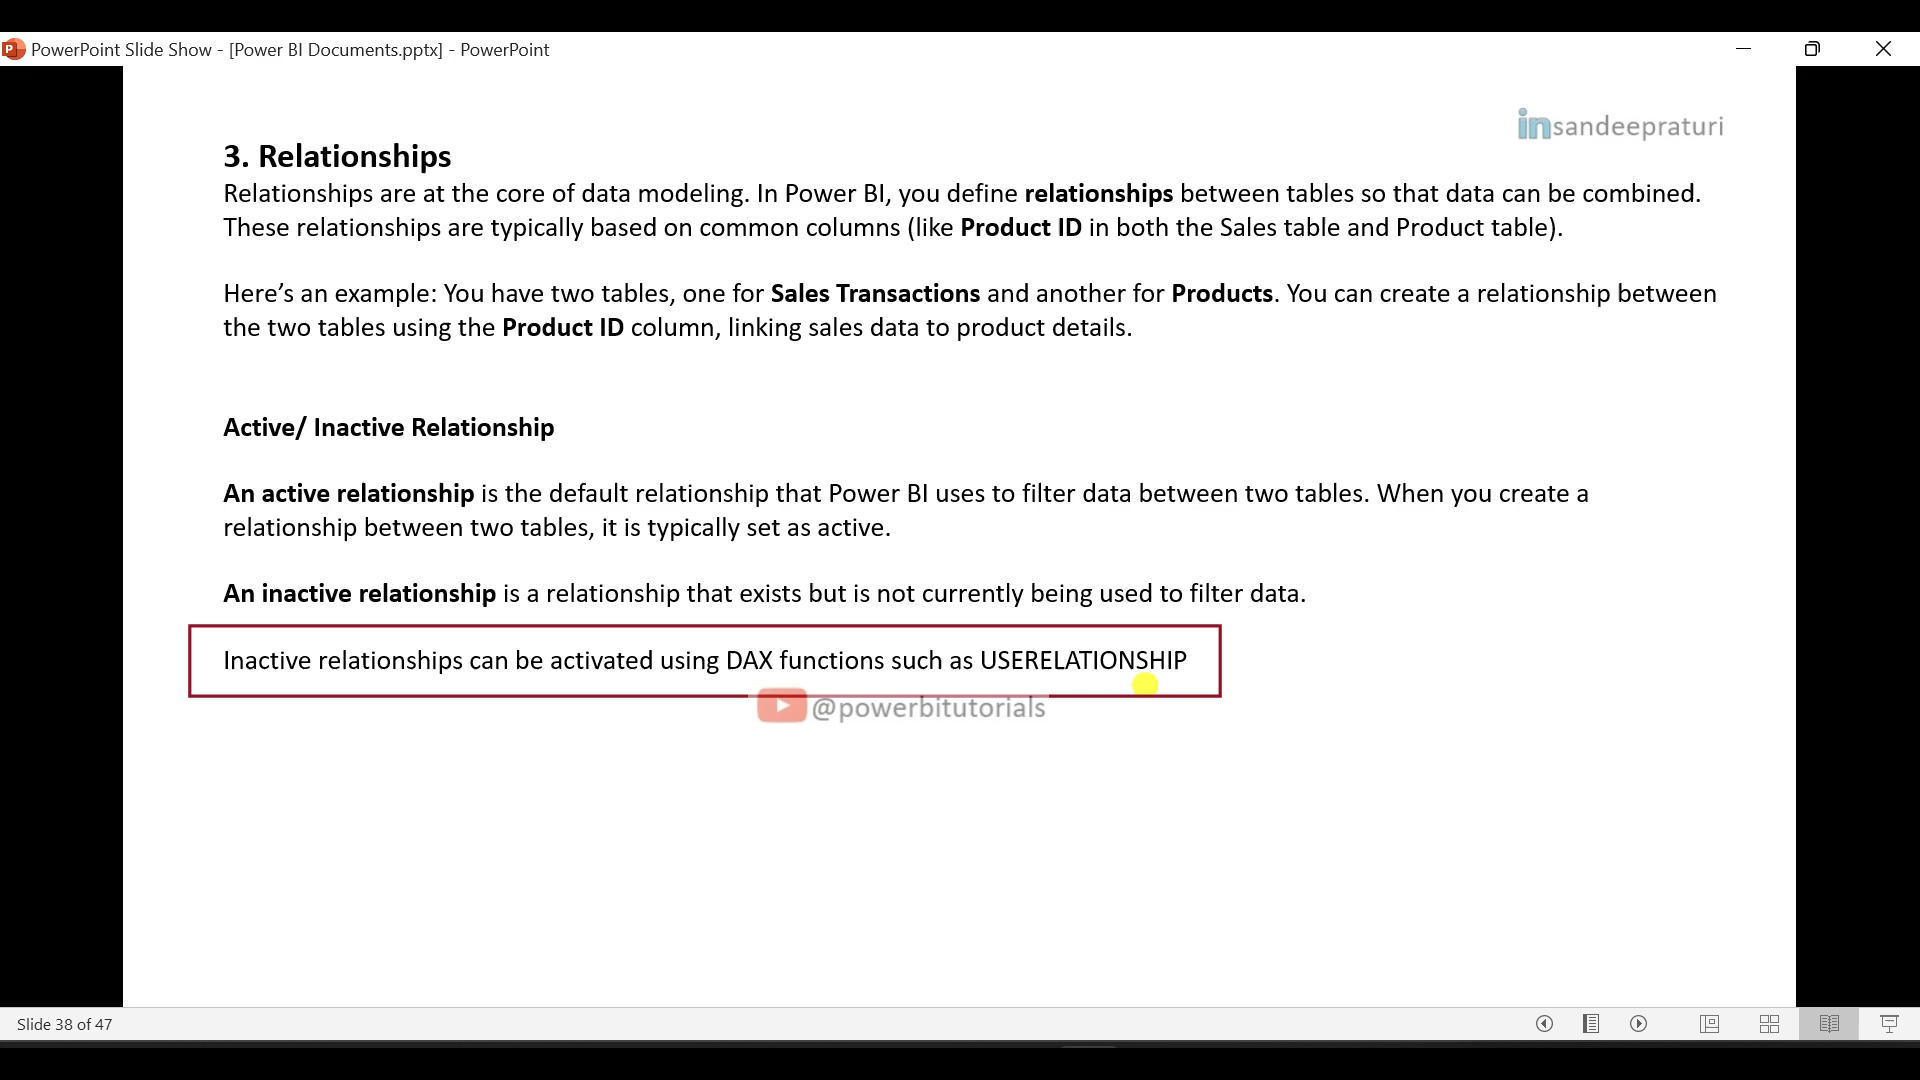 PowerPoint Slide Show - [Power BI Documents.pptx] - PowerPoint
in sandeepraturi
3. Relationships
Relationships are at the core of data modeling. In Power BI, you define relationships between tables so that data can be combined.
These relationships are typically based on common columns (like Product ID in both the Sales table and Product table).
Here’s an example: You have two tables, one for Sales Transactions and another for Products. You can create a relationship between
the two tables using the Product ID column, linking sales data to product details.
Active/ Inactive Relationship
An active relationship is the default relationship that Power BI uses to filter data between two tables. When you create a
relationship between two tables, it is typically set as active.
An inactive relationship is a relationship that exists but is not currently being used to filter data.
Inactive relationships can be activated using DAX functions such as USERELATIONSHIP
@powerbitutorials
Slide 38 of 47